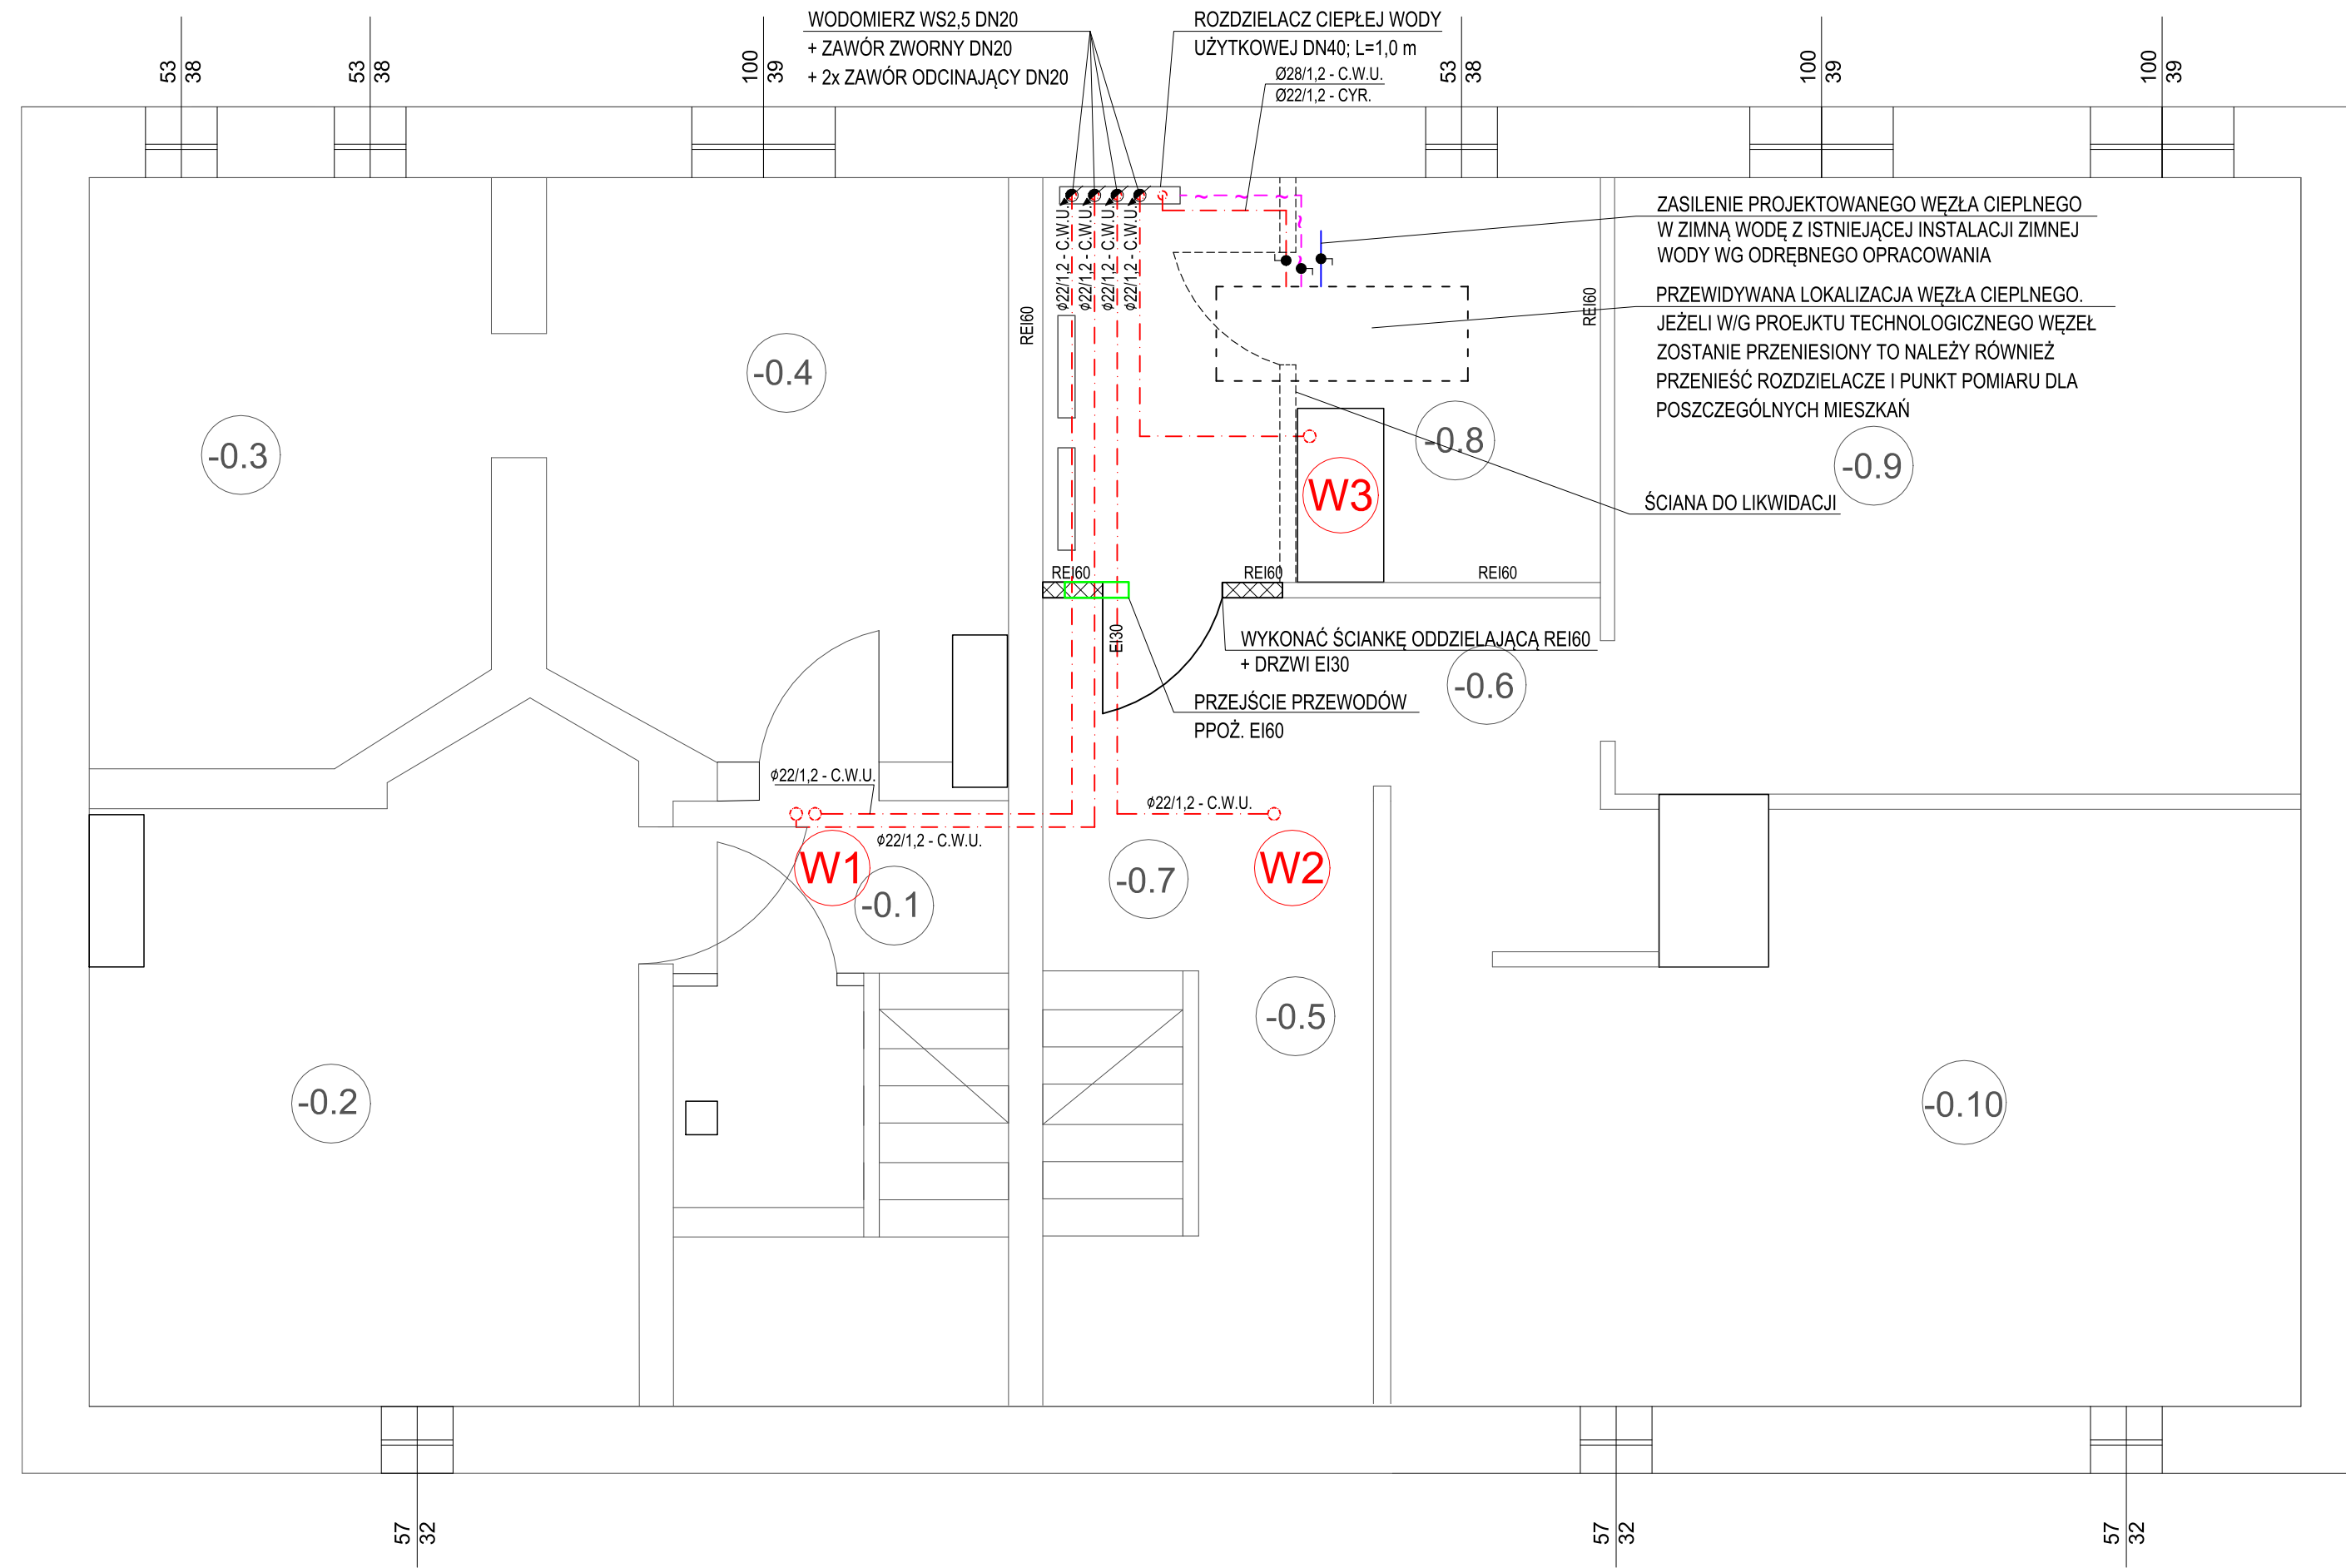 53
38
53
38
100
39
WODOMIERZ WS2,5 DN20
+ ZAWÓR ZWORNY DN20
+ 2x ZAWÓR ODCINAJĄCY DN20
ROZDZIELACZ CIEPŁEJ WODY
UŻYTKOWEJ DN40; L=1,0 m
Ø28/1,2 - C.W.U.
Ø22/1,2 - CYR.
53
38
100
39
100
39
ZASILENIE PROJEKTOWANEGO WĘZŁA CIEPLNEGO
W ZIMNĄ WODĘ Z ISTNIEJĄCEJ INSTALACJI ZIMNEJ
WODY WG ODRĘBNEGO OPRACOWANIA
PRZEWIDYWANA LOKALIZACJA WĘZŁA CIEPLNEGO.
JEŻELI W/G PROEJKTU TECHNOLOGICZNEGO WĘZEŁ
ZOSTANIE PRZENIESIONY TO NALEŻY RÓWNIEŻ
PRZENIEŚĆ ROZDZIELACZE I PUNKT POMIARU DLA
POSZCZEGÓLNYCH MIESZKAŃ
ϕ22/1,2 - C.W.U.
ϕ22/1,2 - C.W.U.
ϕ22/1,2 - C.W.U.
ϕ22/1,2 - C.W.U.
REI60
REI60
-0.4
-0.3
-0.8
-0.9
W3
ŚCIANA DO LIKWIDACJI
REI60
REI60
REI60
EI30
WYKONAĆ ŚCIANKĘ ODDZIELAJĄCĄ REI60
+ DRZWI EI30
-0.6
PRZEJŚCIE PRZEWODÓW
PPOŻ. EI60
ϕ22/1,2 - C.W.U.
ϕ22/1,2 - C.W.U.
ϕ22/1,2 - C.W.U.
W1
-0.1
-0.7
W2
-0.5
-0.2
-0.10
57
32
57
32
57
32